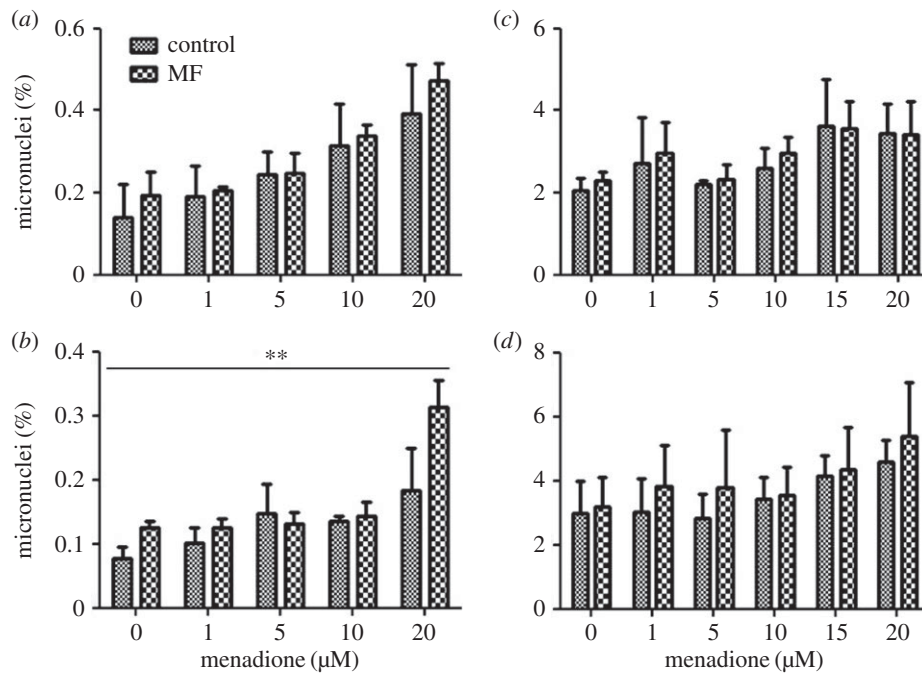 (a)
0.6
0.4
0.2
0
micronuclei (%)
control
MF
0 1 5 10 20
(c)
6
4
2
0
0 1 5 10 15 20
(b)
0.4
0.3
0.1
0.1
0
micronuclei (%)
**
0 1 5 10 20
menadione (µM)
(d)
8
6
4
2
0
0 1 5 10 15 20
menadione (µM)